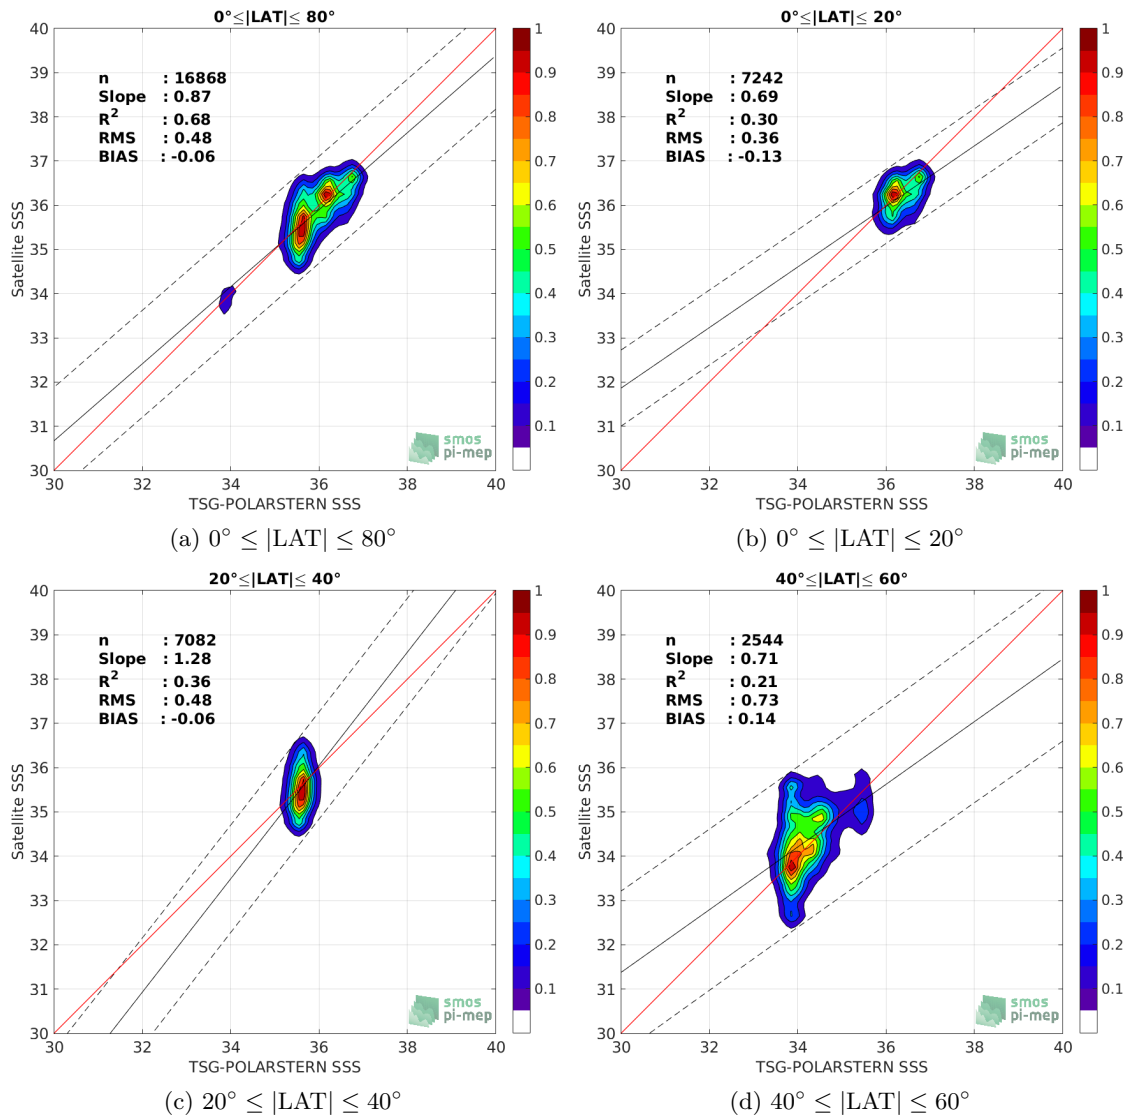 0°≤|LAT|≤ 80°
40
39
38
37
36
35
34
33
32
31
30
Satellite SSS
n : 16868
Slope : 0.87
R² : 0.68
RMS : 0.48
BIAS : -0.06
smos
pi-mep
30 32 34 36 38 40
TSG-POLARSTERN SSS
1
0.9
0.8
0.7
0.6
0.5
0.4
0.3
0.2
0.1
(a) 0° ≤ |LAT| ≤ 80°
0°≤|LAT|≤ 20°
40
39
38
37
36
35
34
33
32
31
30
Satellite SSS
n : 7242
Slope : 0.69
R² : 0.30
RMS : 0.36
BIAS : -0.13
smos
pi-mep
30 32 34 36 38 40
TSG-POLARSTERN SSS
1
0.9
0.8
0.7
0.6
0.5
0.4
0.3
0.2
0.1
(b) 0° ≤ |LAT| ≤ 20°
20°≤|LAT|≤ 40°
40
39
38
37
36
35
34
33
32
31
30
Satellite SSS
n : 7082
Slope : 1.28
R² : 0.36
RMS : 0.48
BIAS : -0.06
smos
pi-mep
30 32 34 36 38 40
TSG-POLARSTERN SSS
1
0.9
0.8
0.7
0.6
0.5
0.4
0.3
0.2
0.1
(c) 20° ≤ |LAT| ≤ 40°
40°≤|LAT|≤ 60°
40
39
38
37
36
35
34
33
32
31
30
Satellite SSS
n : 2544
Slope : 0.71
R² : 0.21
RMS : 0.73
BIAS : 0.14
smos
pi-mep
30 32 34 36 38 40
TSG-POLARSTERN SSS
1
0.9
0.8
0.7
0.6
0.5
0.4
0.3
0.2
0.1
(d) 40° ≤ |LAT| ≤ 60°